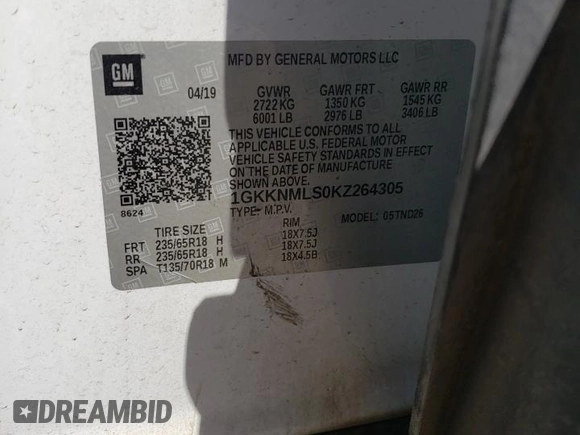 GM
MFD BY GENERAL MOTORS LLC
04/19
GVWR GAWR FRT GAWR RR
2722 KG 1350 KG 1545 KG
6001 LB 2976 LB 3406 LB
THIS VEHICLE CONFORMS TO ALL
APPLICABLE U.S. FEDERAL MOTOR
VEHICLE SAFETY STANDARDS IN EFFECT
ON THE DATE OF MANUFACTURE
SHOWN ABOVE.
1GKKNMLS0KZ264305
TYPE: M.P.V. MODEL: 05TND26
8624
TIRE SIZE RIM
FRT 235/65R18 H 18X7.5J
RR 235/65R18 H 18X7.5J
SPA T135/70R18 M 18X4.5B
DREAMBID